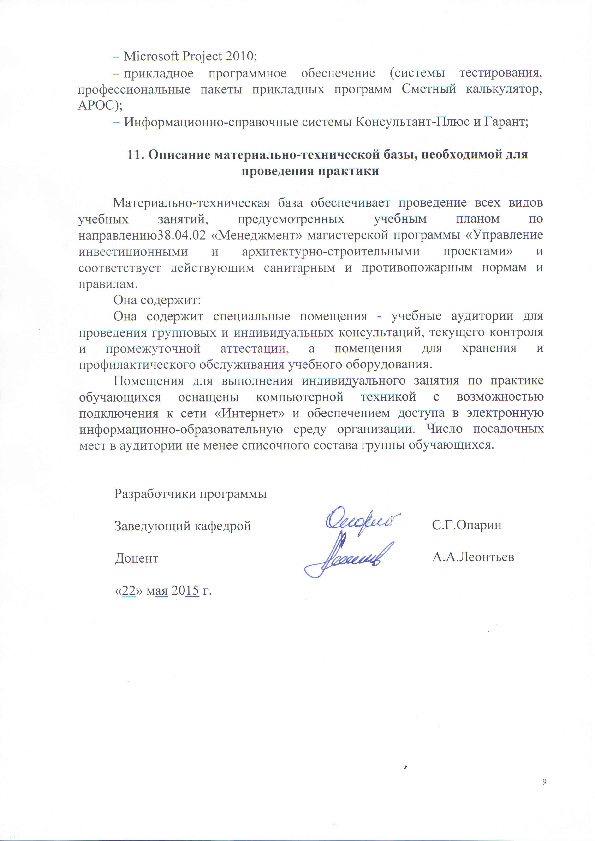 – Microsoft Project 2010;
– прикладное программное обеспечение (системы тестирования,
профессиональные пакеты прикладных программ Сметный калькулятор,
АРОС);
– Информационно-справочные системы Консультант-Плюс и Гарант;
11. Описание материально-технической базы, необходимой для
проведения практики
Материально-техническая база обеспечивает проведение всех видов
учебных занятий, предусмотренных учебным планом по
направлению38.04.02 «Менеджмент» магистерской программы «Управление
инвестиционными и архитектурно-строительными проектами» и
соответствует действующим санитарным и противопожарным нормам и
правилам.
Она содержит:
Она содержит специальные помещения - учебные аудитории для
проведения групповых и индивидуальных консультаций, текущего контроля
и промежуточной аттестации, а помещения для хранения и
профилактического обслуживания учебного оборудования.
Помещения для выполнения индивидуального занятия по практике
обучающихся оснащены компьютерной техникой с возможностью
подключения к сети «Интернет» и обеспечением доступа в электронную
информационно-образовательную среду организации. Число посадочных
мест в аудитории не менее списочного состава группы обучающихся.
Разработчики программы
Заведующий кафедрой С.Г.Опарин
Доцент А.А.Леонтьев
«22» мая 2015 г.
9